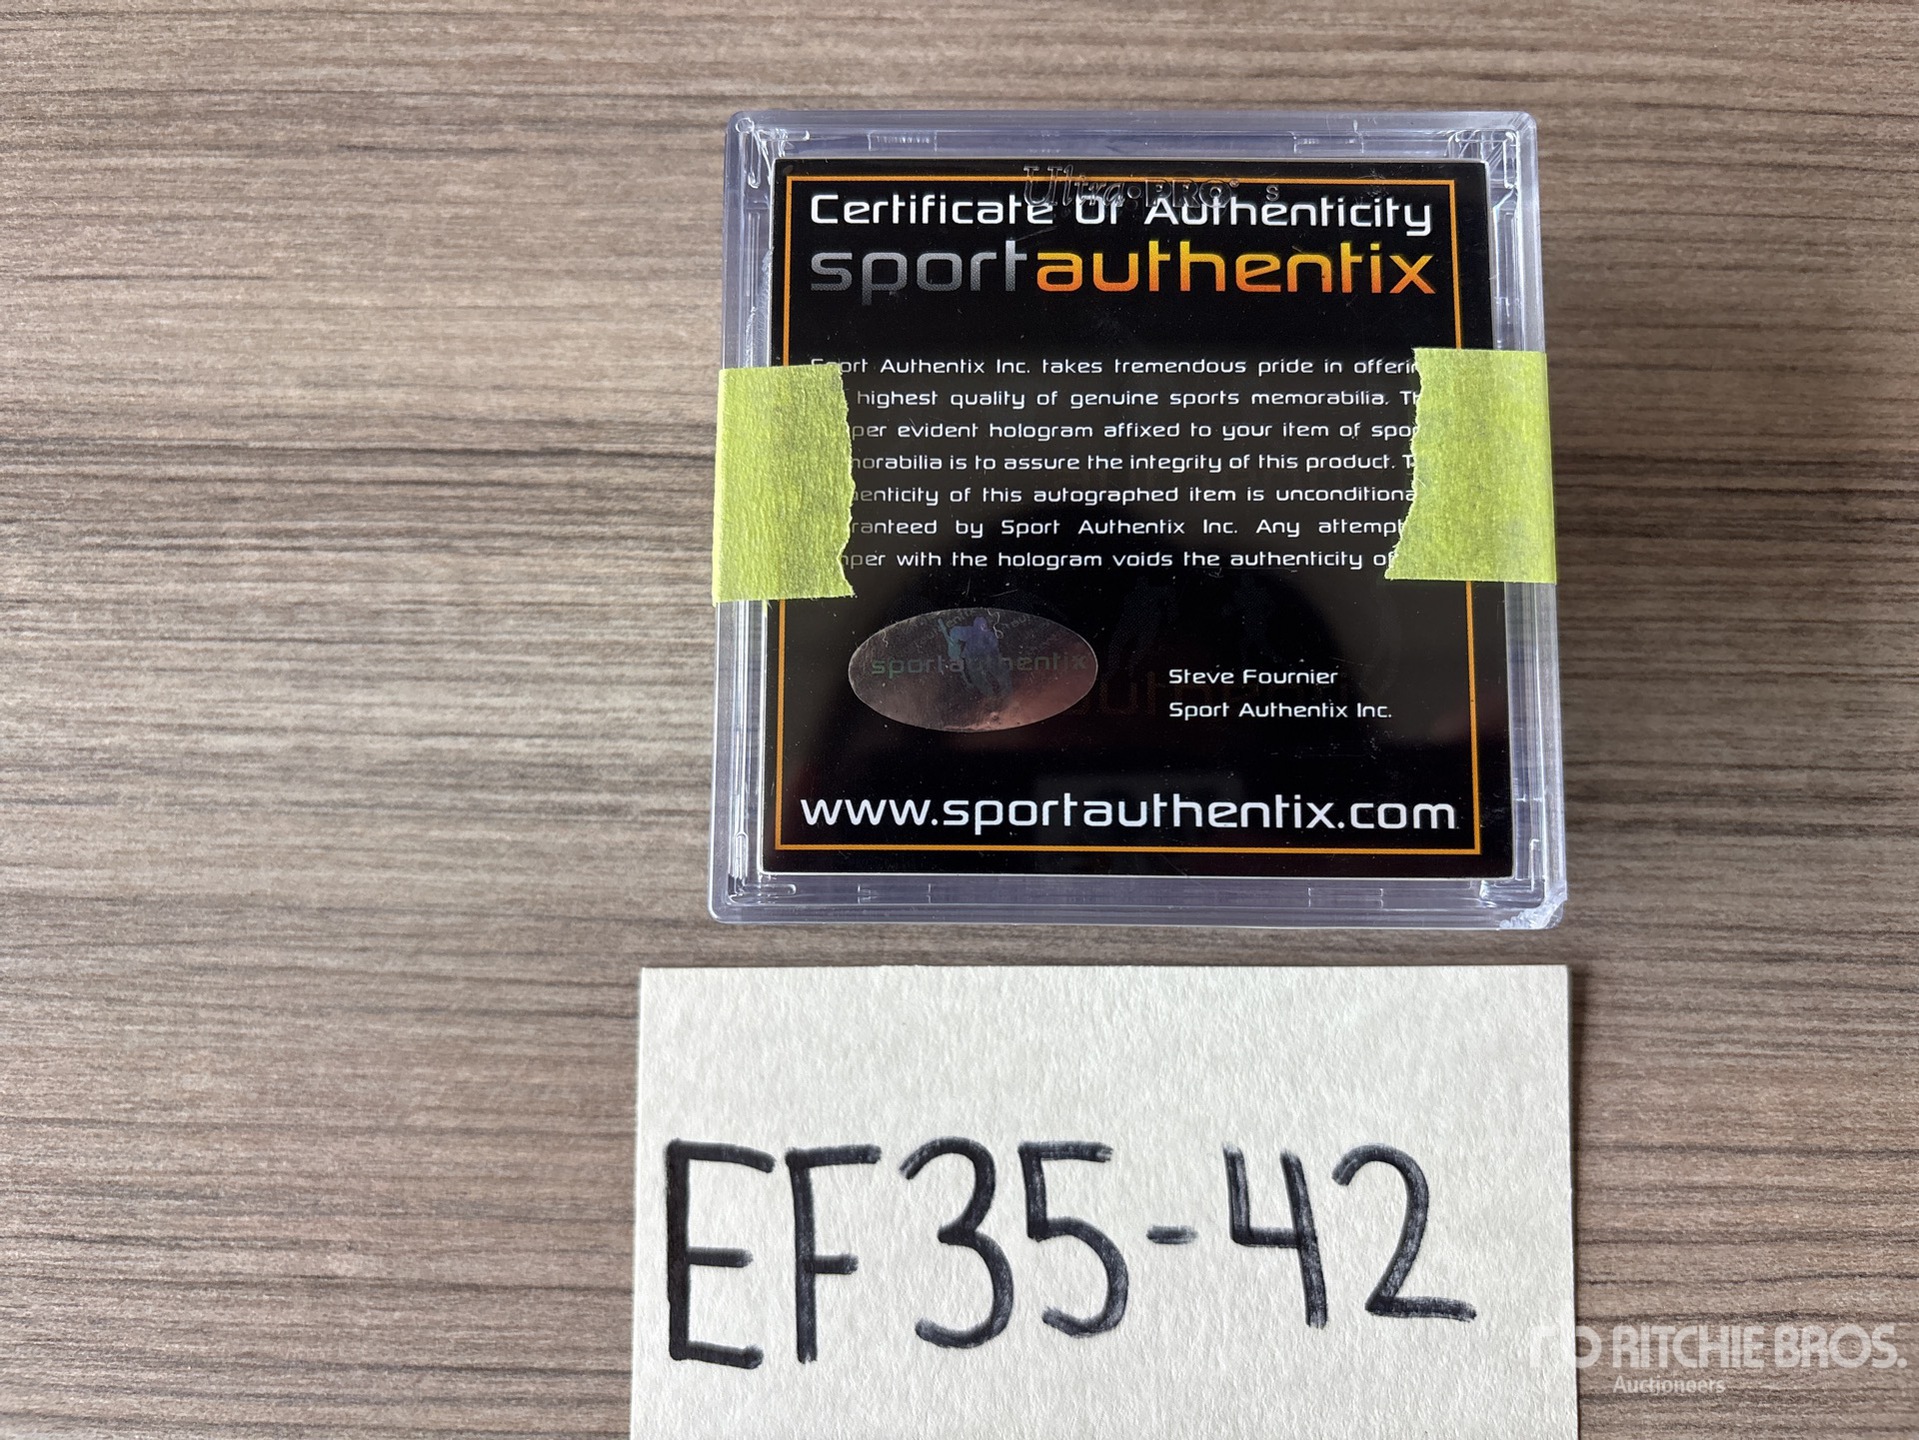 Ultra•PRO® S
Certificate Of Authenticity
sportauthentix
Authentix Inc. takes tremendous pride in
highest quality of genuine sports memorabilia.
evident hologram affixed to your item of
is to assure the integrity of this product.
of this autographed item is
by Sport Authentix Inc. Any
with the hologram voids the authenticity
sportauthentix
Steve Fournier
Sport Authentix Inc.
www.sportauthentix.com
EF35-42
RITCHIE BROS.
Auctioneers